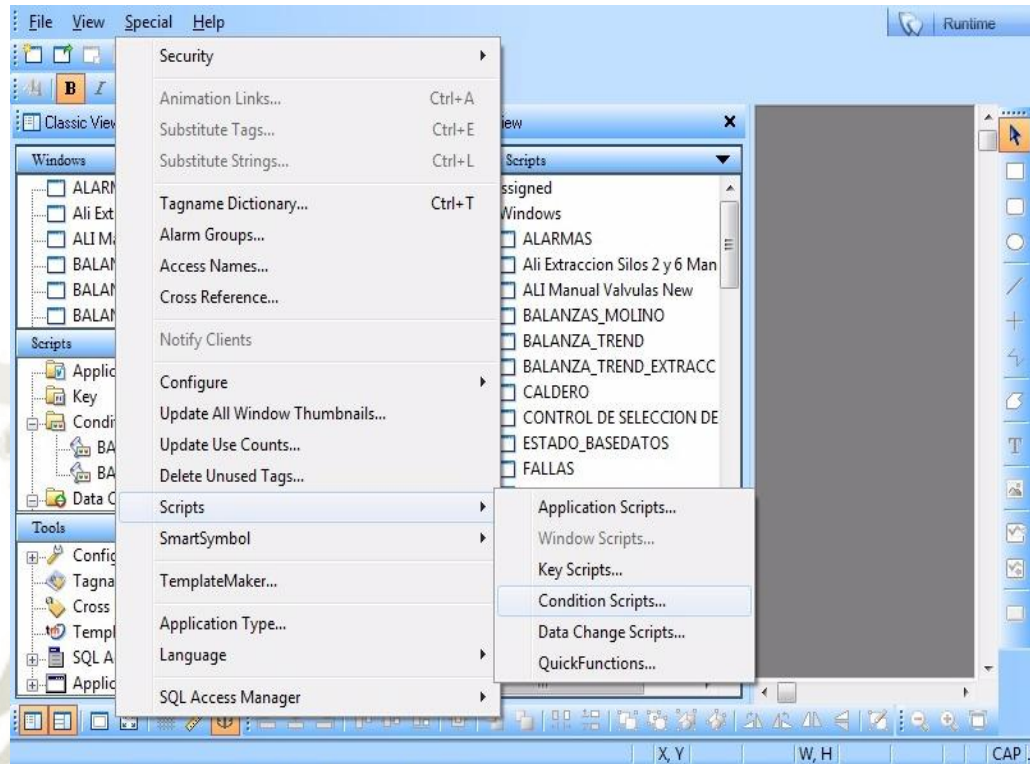 File View Special Help
Runtime
B I
Classic View
Windows
ALARM
Ali Ext
ALI Ma
BALAN
BALAN
BALAN
Scripts
Applic
Key
Condi
BA
BA
Data C
Tools
Config
Tagna
Cross
Templ
SQL A
Applic
Security
Animation Links... Ctrl+A
Substitute Tags... Ctrl+E
Substitute Strings... Ctrl+L
Tagname Dictionary... Ctrl+T
Alarm Groups...
Access Names...
Cross Reference...
Notify Clients
Configure
Update All Window Thumbnails...
Update Use Counts...
Delete Unused Tags...
Scripts
SmartSymbol
TemplateMaker...
Application Type...
Language
SQL Access Manager
iew
Scripts
ssigned
Windows
ALARMAS
Ali Extraccion Silos 2 y 6 Man
ALI Manual Valvulas New
BALANZAS_MOLINO
BALANZA_TREND
BALANZA_TREND_EXTRACC
CALDERO
CONTROL DE SELECCION DE
ESTADO_BASEDATOS
FALLAS
Application Scripts...
Window Scripts...
Key Scripts...
Condition Scripts...
Data Change Scripts...
QuickFunctions...
T
X, Y W, H CAP